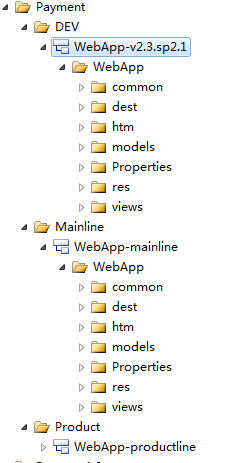 Payment
DEV
WebApp-v2.3.sp2.1
WebApp
common
dest
htm
models
Properties
res
views
Mainline
WebApp-mainline
WebApp
common
dest
htm
models
Properties
res
views
Product
WebApp-productline